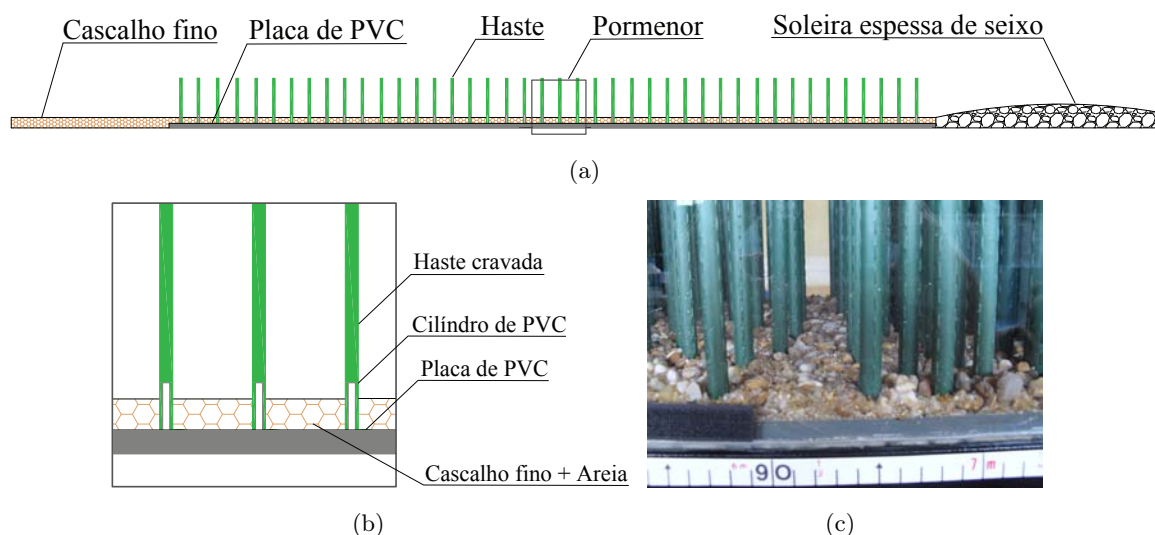 Cascalho fino
Placa de PVC
Haste
Pormenor
Soleira espessa de seixo
(a)
Haste cravada
Cilíndro de PVC
Placa de PVC
Cascalho fino + Areia
(b)
90
7 m
(c)